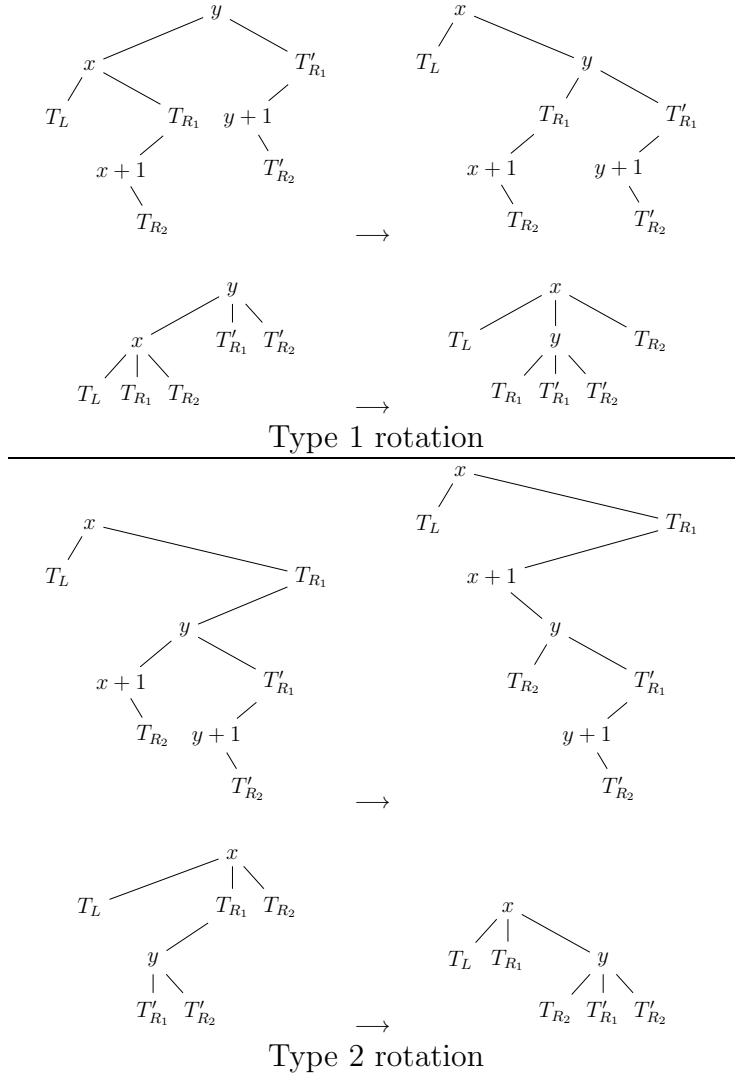 y x
x T'_{R_1} T_L y
T_L T_{R_1} y + 1 T_{R_1} T'_{R_1}
x + 1 T'_{R_2} x + 1 y + 1
T_{R_2} T_{R_2} T'_{R_2}
⟶
y x
x T'_{R_1} T'_{R_2} T_L y T_{R_2}
T_L T_{R_1} T_{R_2} T_{R_1} T'_{R_1} T'_{R_2}
⟶
Type 1 rotation
x
x T_L T_{R_1}
T_L T_{R_1} x + 1
y y
x + 1 T'_{R_1} T_{R_2} T'_{R_1}
T_{R_2} y + 1 y + 1
T'_{R_2} T'_{R_2}
⟶
x
T_L T_{R_1} T_{R_2} x
y T_L T_{R_1} y
T'_{R_1} T'_{R_2} T_{R_2} T'_{R_1} T'_{R_2}
⟶
Type 2 rotation